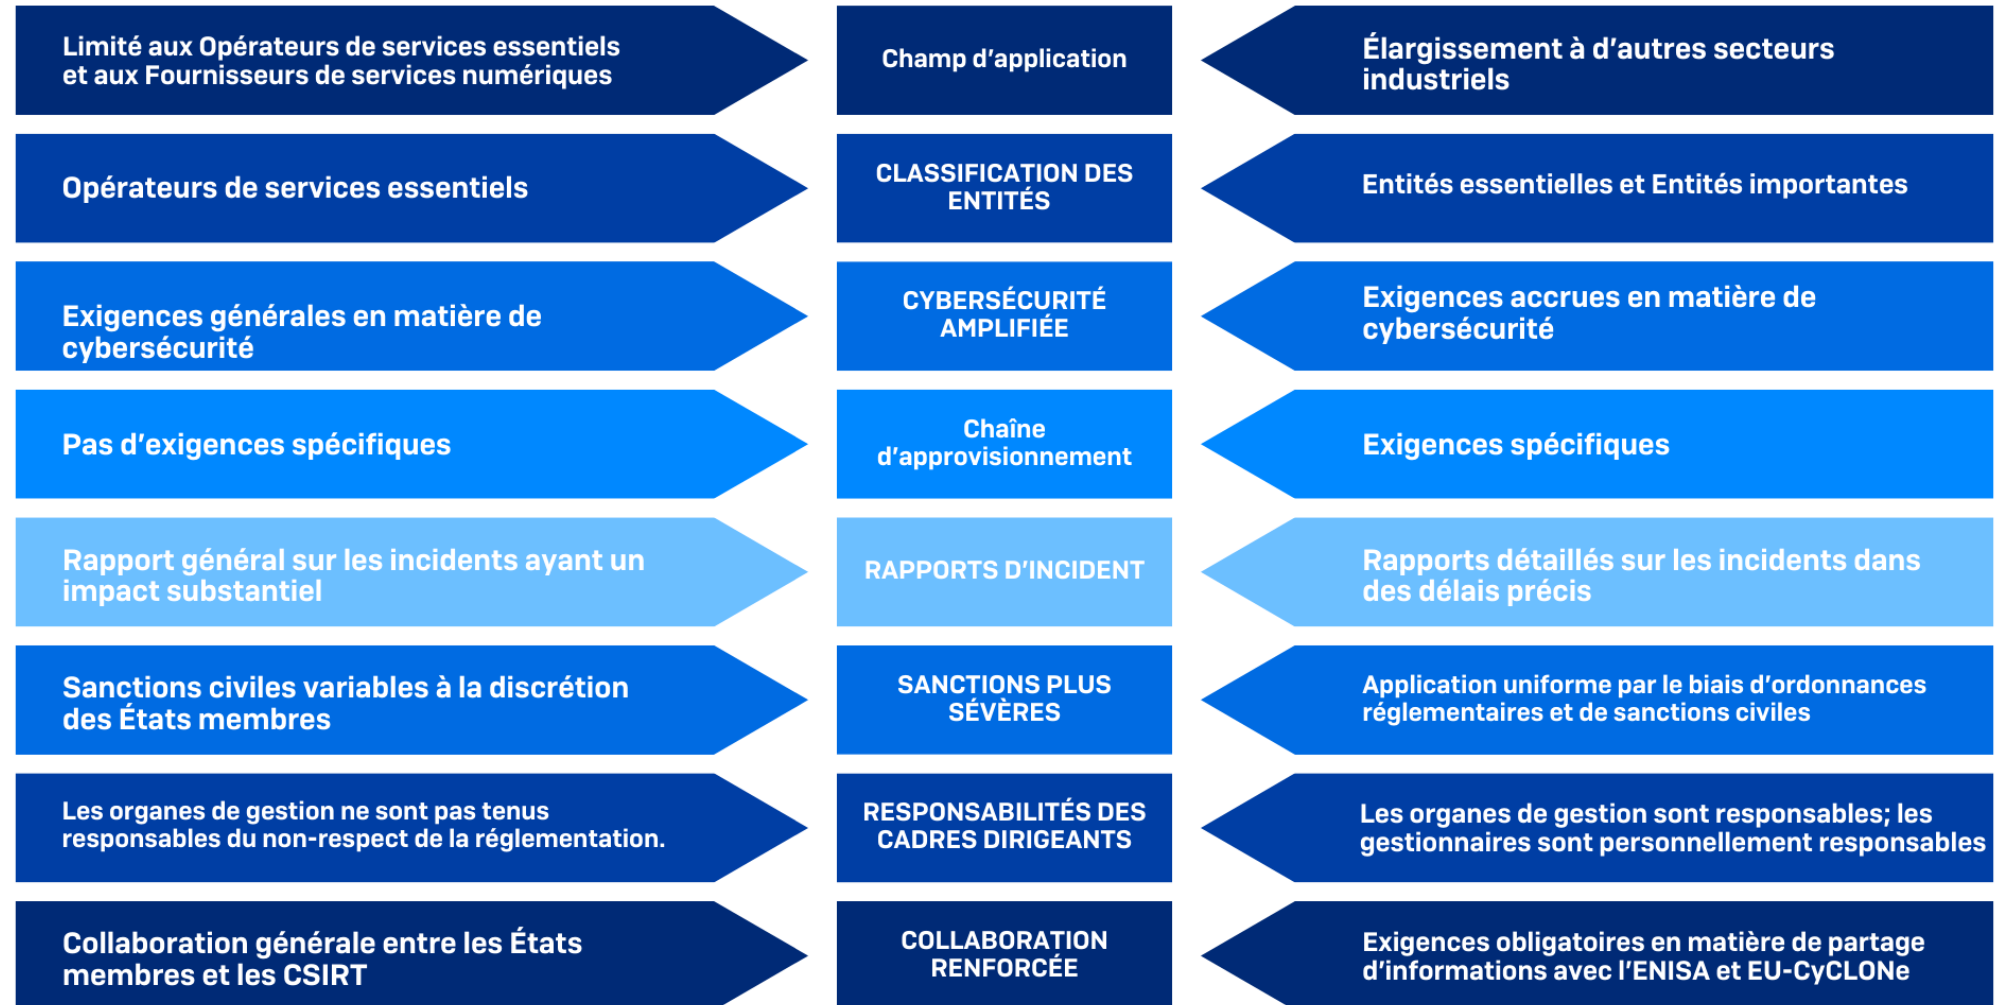 Limité aux Opérateurs de services essentiels
et aux Fournisseurs de services numériques
Champ d'application
Élargissement à d'autres secteurs
industriels
Opérateurs de services essentiels
CLASSIFICATION DES
ENTITÉS
Entités essentielles et Entités importantes
Exigences générales en matière de
cybersécurité
CYBERSÉCURITÉ
AMPLIFIÉE
Exigences accrues en matière de
cybersécurité
Pas d'exigences spécifiques
Chaîne
d'approvisionnement
Exigences spécifiques
Rapport général sur les incidents ayant un
impact substantiel
RAPPORTS D'INCIDENT
Rapports détaillés sur les incidents dans
des délais précis
Sanctions civiles variables à la discrétion
des États membres
SANCTIONS PLUS
SÉVÈRES
Application uniforme par le biais d'ordonnances
réglementaires et de sanctions civiles
Les organes de gestion ne sont pas tenus
responsables du non-respect de la réglementation.
RESPONSABILITÉS DES
CADRES DIRIGEANTS
Les organes de gestion sont responsables; les
gestionnaires sont personnellement responsables
Collaboration générale entre les États
membres et les CSIRT
COLLABORATION
RENFORCÉE
Exigences obligatoires en matière de partage
d'informations avec l'ENISA et EU-CyCLONe